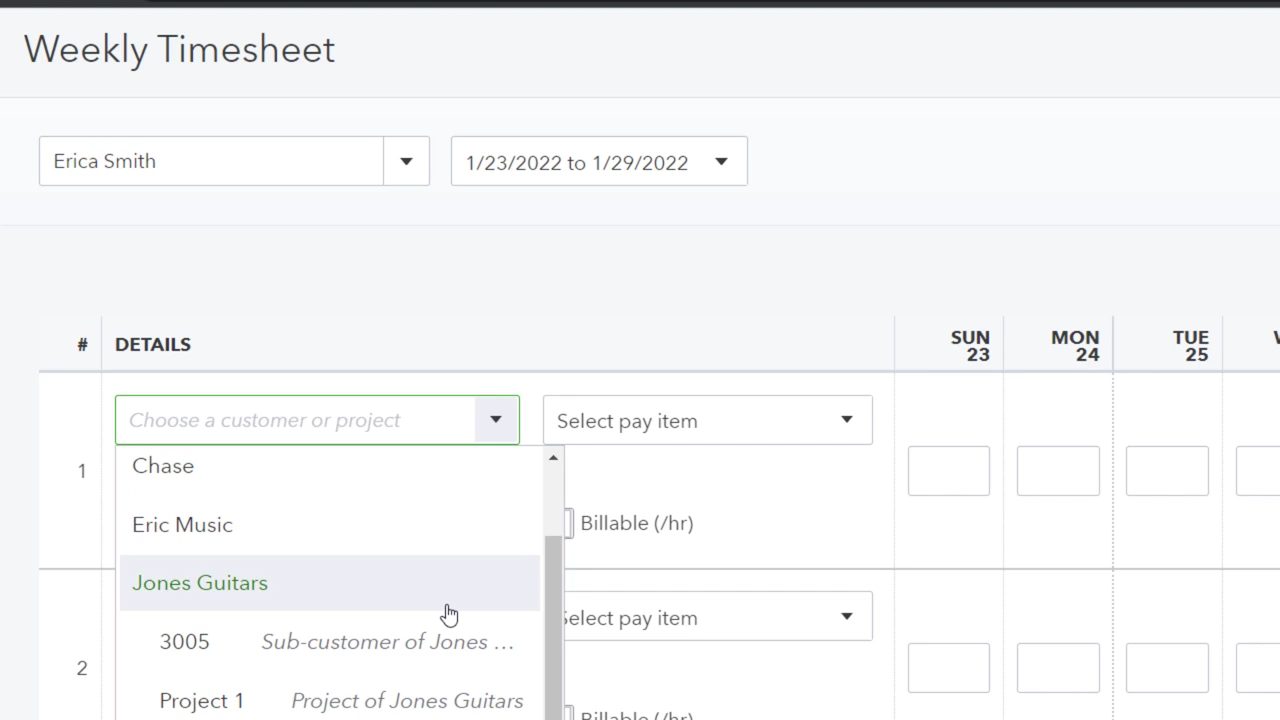 Weekly Timesheet
Erica Smith
1/23/2022 to 1/29/2022
# DETAILS SUN 23 MON 24 TUE 25
Choose a customer or project
Select pay item
1
Chase
Eric Music
Billable (/hr)
Jones Guitars
Select pay item
3005 Sub-customer of Jones ...
2
Project 1 Project of Jones Guitars
Billable (/hr)